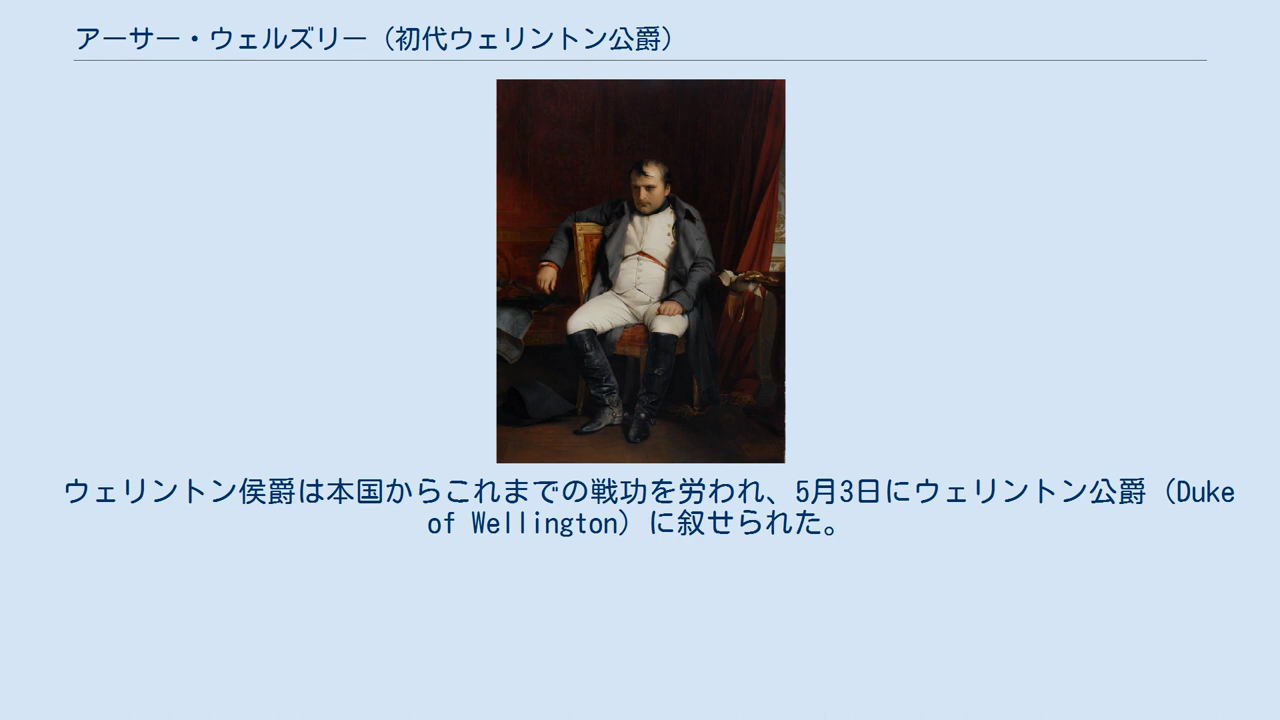 アーサー・ウェルズリー（初代ウェリントン公爵）
ウェリントン侯爵は本国からこれまでの戦功を労われ、5月3日にウェリントン公爵（Duke
of Wellington）に叙せられた。